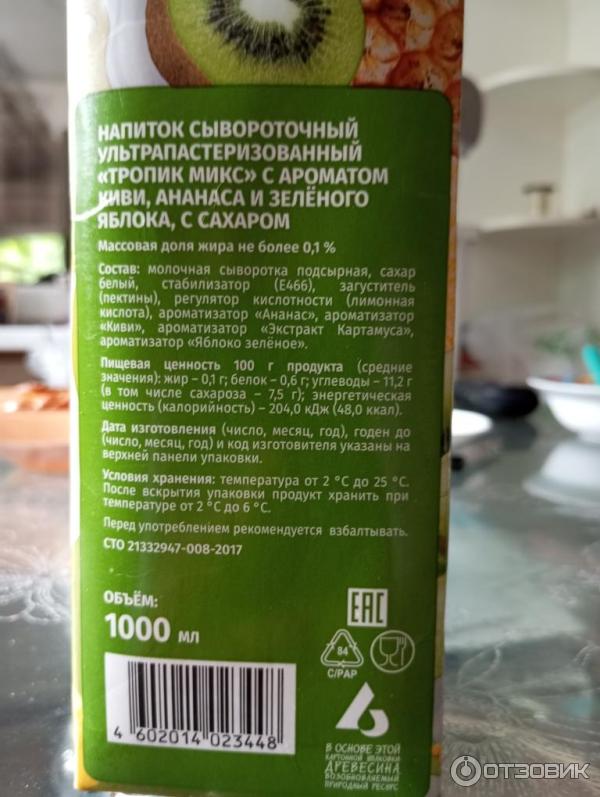 НАПИТОК СЫВОРОТОЧНЫЙ
УЛЬТРАПАСТЕРИЗОВАННЫЙ
«ТРОПИК МИКС» С АРОМАТОМ
КИВИ, АНАНАСА И ЗЕЛЁНОГО
ЯБЛОКА, С САХАРОМ
Массовая доля жира не более 0,1 %
Состав: молочная сыворотка подсырная, сахар
белый, стабилизатор (Е466), загуститель
(пектины), регулятор кислотности (лимонная
кислота), ароматизатор «Ананас», ароматизатор
«Киви», ароматизатор «Экстракт Картамуса»,
ароматизатор «Яблоко зелёное».
Пищевая ценность 100 г продукта (средние
значения): жир – 0,1 г; белок – 0,6 г; углеводы – 11,2 г
(в том числе сахароза – 7,5 г); энергетическая
ценность (калорийность) – 204,0 кДж (48,0 ккал).
Дата изготовления (число, месяц, год), годен до
(число, месяц, год) и код изготовителя указаны на
верхней панели упаковки.
Условия хранения: температура от 2 °С до 25 °С.
После вскрытия упаковки продукт хранить при
температуре от 2 °С до 6 °С.
Перед употреблением рекомендуется взбалтывать.
СТО 21332947-008-2017
ОБЪЁМ:
1000 мл
EAC
84
C/PAP
4 602014 023448
В ОСНОВЕ ЭТОЙ
КАРТОННОЙ УПАКОВКИ
ДРЕВЕСИНА
ВОЗОБНОВЛЯЕМЫЙ
ПРИРОДНЫЙ РЕСУРС
ОТЗОВИК